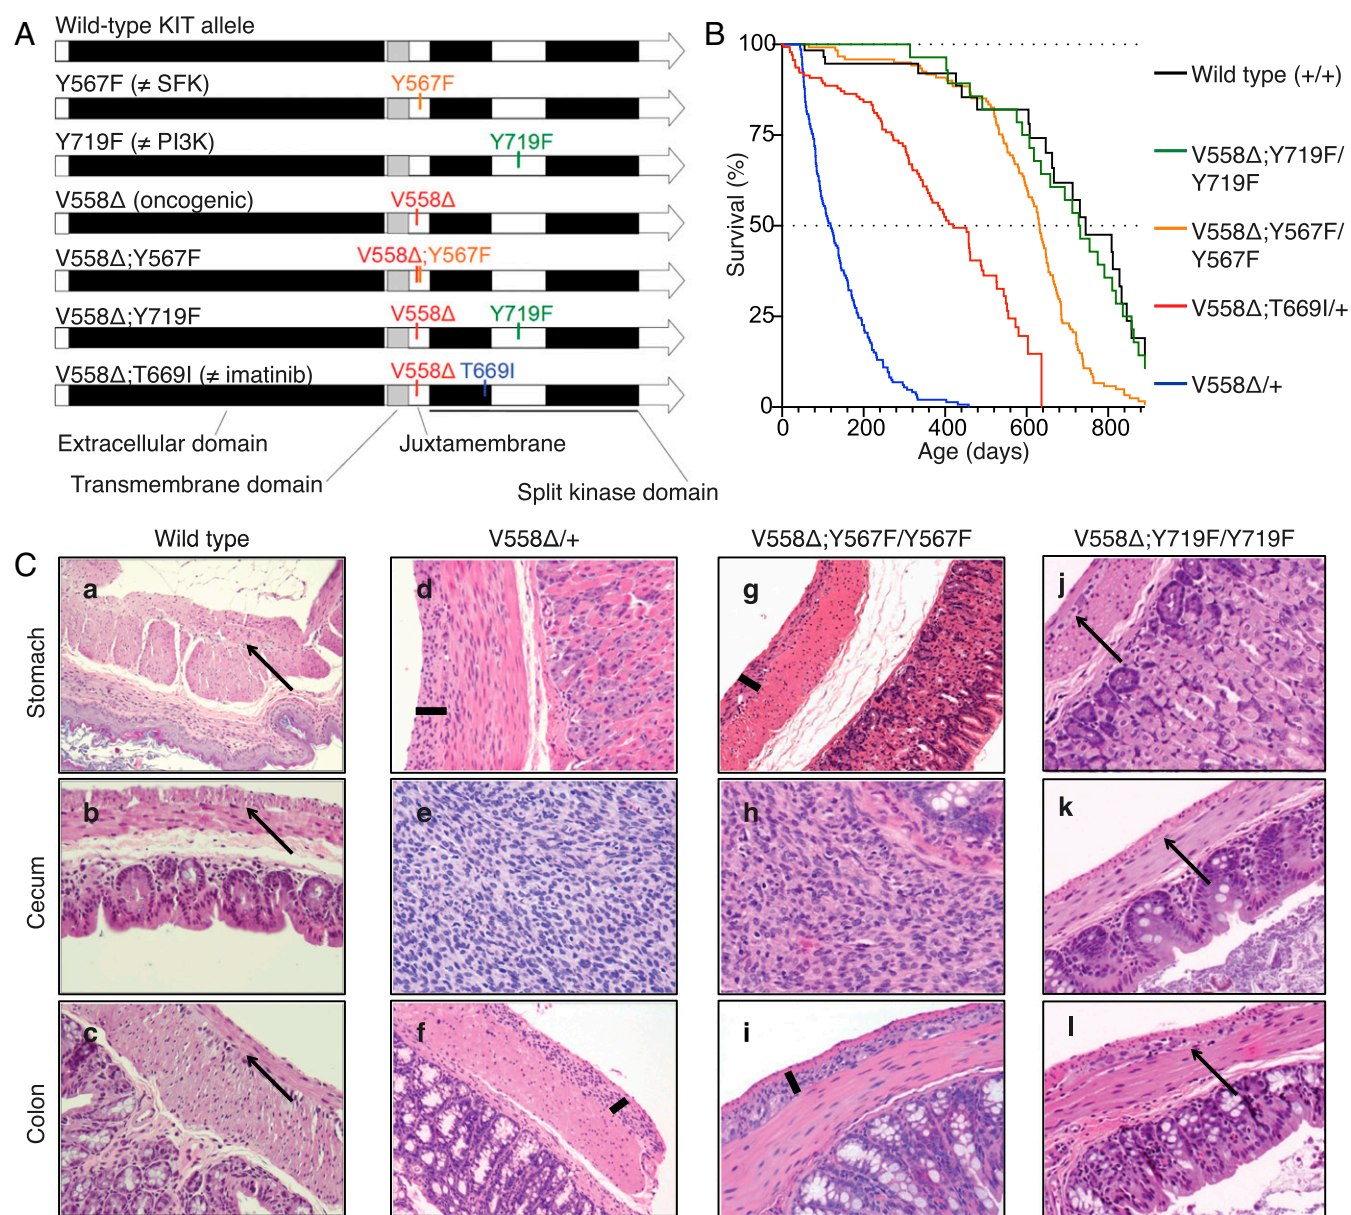 A
Wild-type KIT allele
Y567F (≠ SFK)
Y567F
Y719F (≠ PI3K)
Y719F
V558Δ (oncogenic)
V558Δ
V558Δ;Y567F
V558Δ;Y567F
V558Δ;Y719F
V558Δ
Y719F
V558Δ;T669I (≠ imatinib)
V558Δ T669I
Extracellular domain
Juxtamembrane
Transmembrane domain
Split kinase domain
B
100
75
50
25
0
Survival (%)
0
200
400
600
800
Age (days)
Wild type (+/+)
V558Δ;Y719F/
Y719F
V558Δ;Y567F/
Y567F
V558Δ;T669I/+
V558Δ/+
C
Wild type
V558Δ/+
V558Δ;Y567F/Y567F
V558Δ;Y719F/Y719F
Stomach
a
d
g
j
Cecum
b
e
h
k
Colon
c
f
i
l